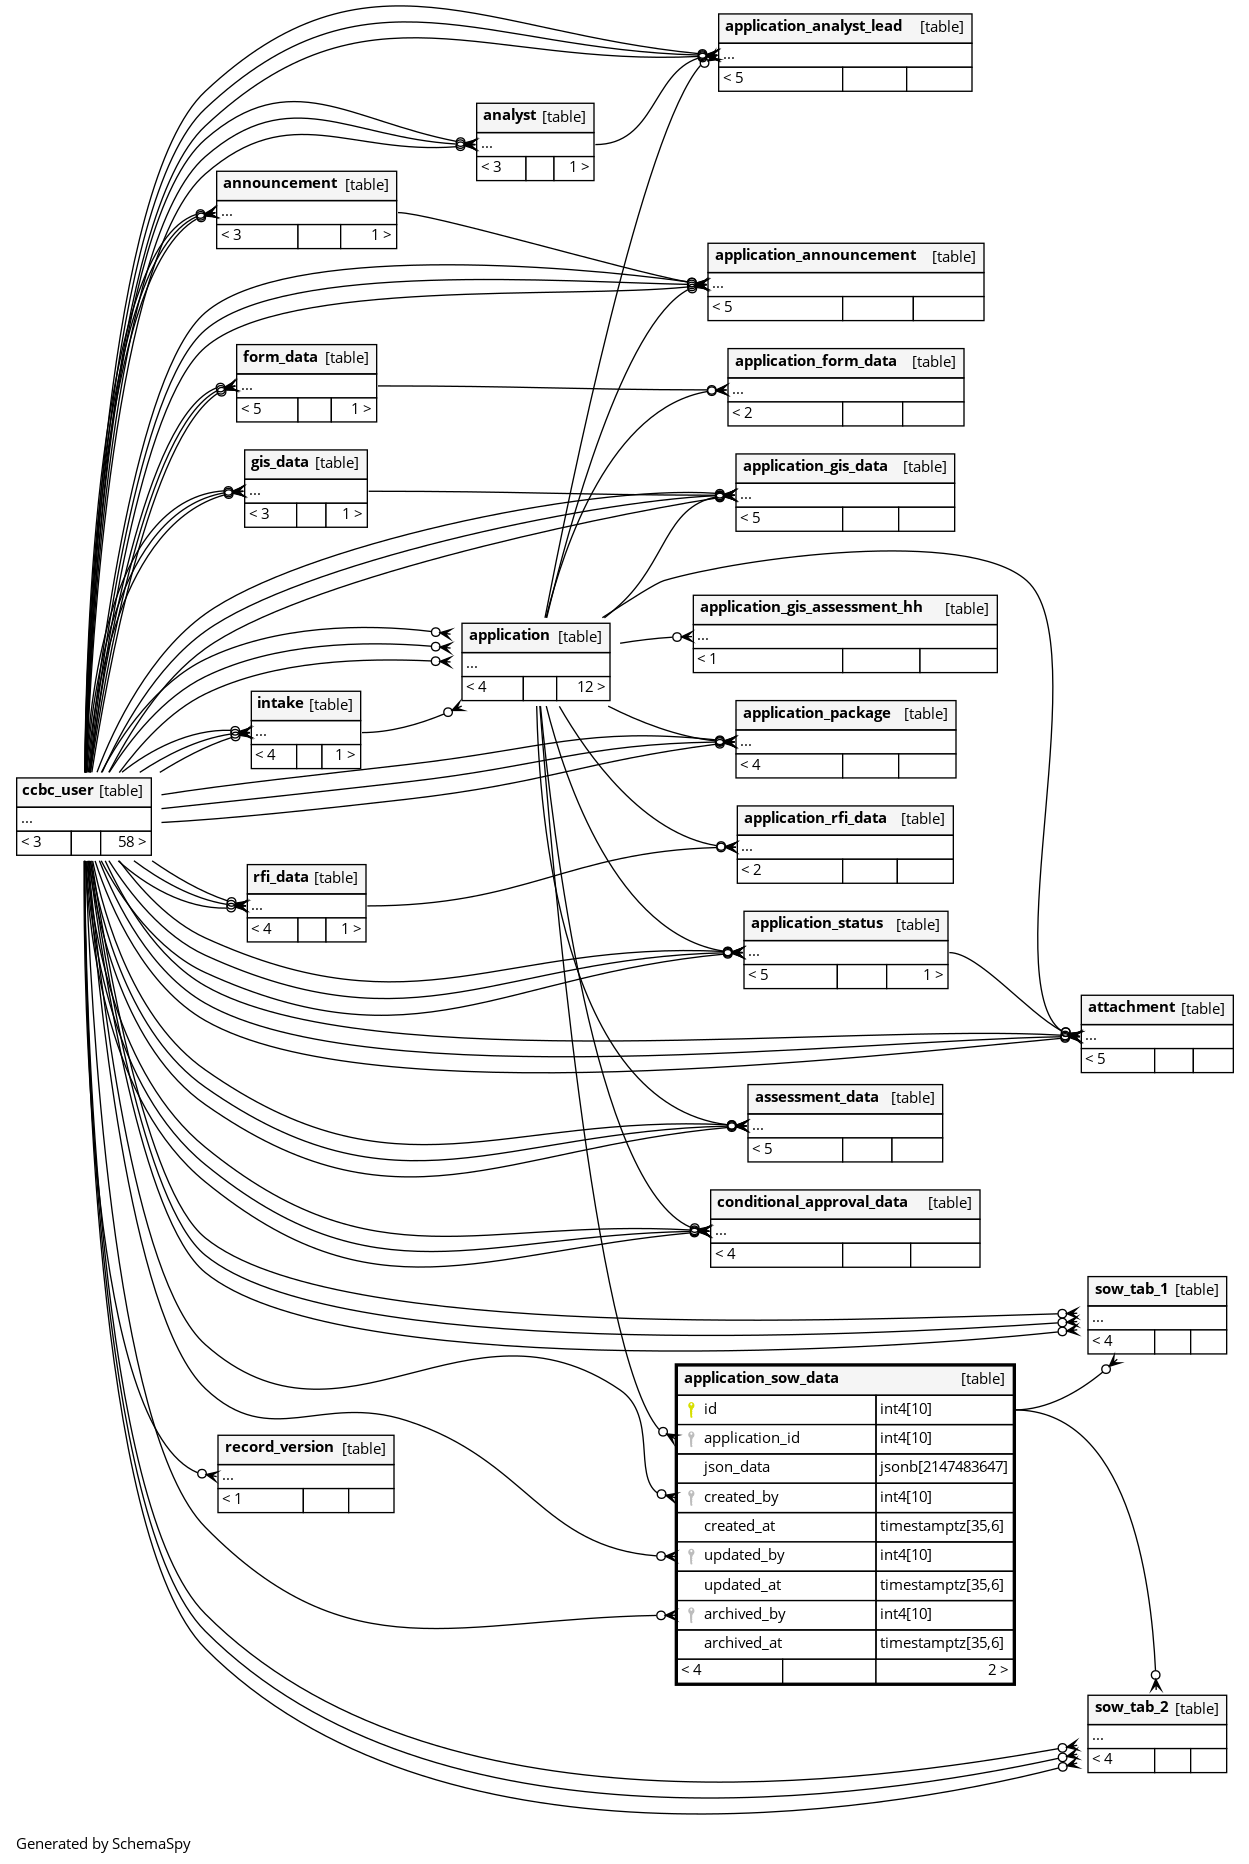 application_analyst_lead [table]
...
< 5
analyst [table]
...
< 3 1 >
announcement [table]
...
< 3 1 >
application_announcement [table]
...
< 5
form_data [table]
...
< 5 1 >
application_form_data [table]
...
< 2
gis_data [table]
...
< 3 1 >
application_gis_data [table]
...
< 5
application_gis_assessment_hh [table]
...
< 1
application [table]
...
< 4 12 >
intake [table]
...
< 4 1 >
application_package [table]
...
< 4
ccbc_user [table]
...
< 3 58 >
application_rfi_data [table]
...
< 2
rfi_data [table]
...
< 4 1 >
application_status [table]
...
< 5 1 >
attachment [table]
...
< 5
assessment_data [table]
...
< 5
conditional_approval_data [table]
...
< 4
sow_tab_1 [table]
...
< 4
application_sow_data [table]
id int4[10]
application_id int4[10]
json_data jsonb[2147483647]
created_by int4[10]
created_at timestamptz[35,6]
updated_by int4[10]
updated_at timestamptz[35,6]
archived_by int4[10]
archived_at timestamptz[35,6]
< 4 2 >
record_version [table]
...
< 1
sow_tab_2 [table]
...
< 4
Generated by SchemaSpy